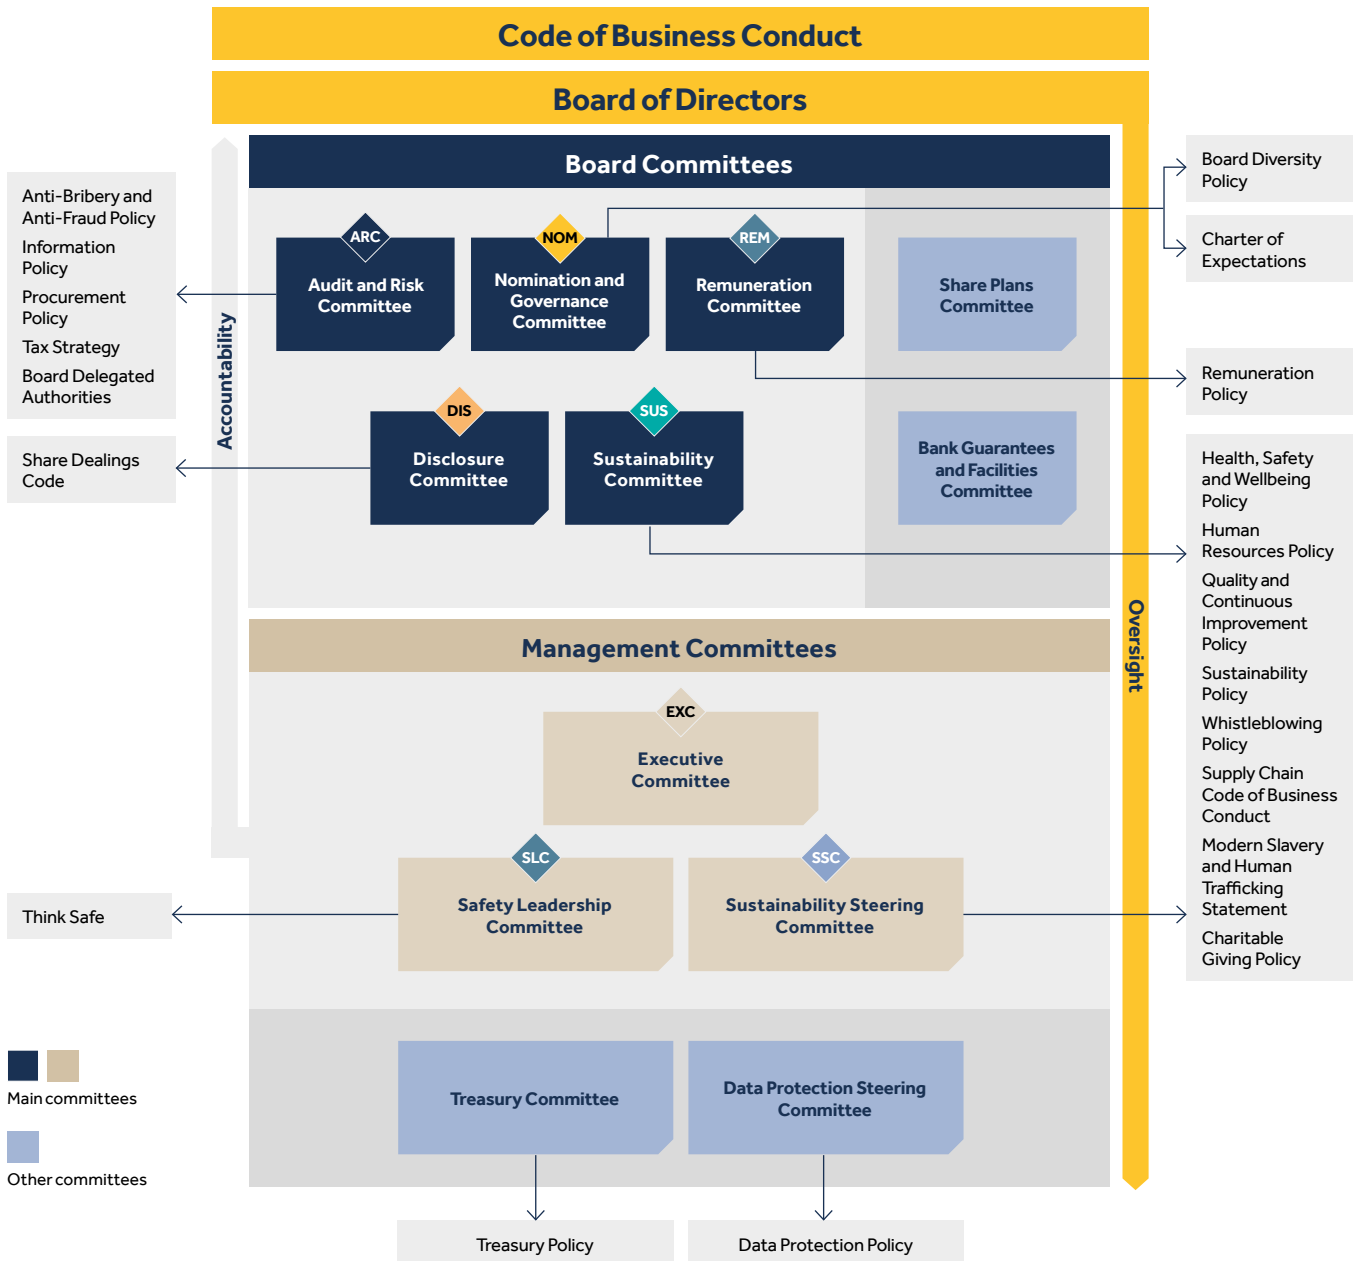 Code of Business Conduct
Board of Directors
Board Committees
Anti-Bribery and
Anti-Fraud Policy
Information
Policy
Procurement
Policy
Tax Strategy
Board Delegated
Authorities
Share Dealings
Code
Accountability
ARC
Audit and Risk
Committee
NOM
Nomination and
Governance
Committee
REM
Remuneration
Committee
Share Plans
Committee
DIS
Disclosure
Committee
SUS
Sustainability
Committee
Bank Guarantees
and Facilities
Committee
Board Diversity
Policy
Charter of
Expectations
Remuneration
Policy
Health, Safety
and Wellbeing
Policy
Human
Resources Policy
Quality and
Continuous
Improvement
Policy
Sustainability
Policy
Whistleblowing
Policy
Supply Chain
Code of Business
Conduct
Modern Slavery
and Human
Trafficking
Statement
Charitable
Giving Policy
Oversight
Management Committees
EXC
Executive
Committee
SLC
Safety Leadership
Committee
SSC
Sustainability Steering
Committee
Think Safe
Treasury Committee
Data Protection Steering
Committee
Main committees
Other committees
Treasury Policy
Data Protection Policy